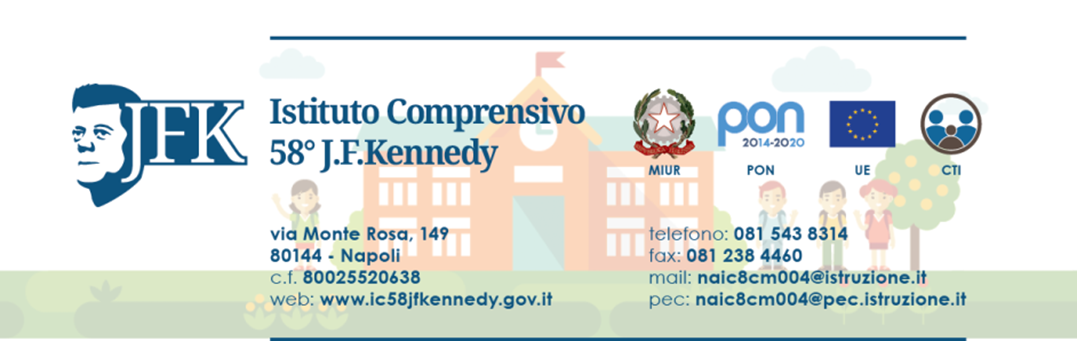 JFK
Istituto Comprensivo
58° J.F.Kennedy
pon
2014-2020
MIUR
PON
UE
CTI
via Monte Rosa, 149
80144 - Napoli
c.f. 80025520638
web: www.ic58jfkennedy.gov.it
telefono: 081 543 8314
fax: 081 238 4460
mail: naic8cm004@istruzione.it
pec: naic8cm004@pec.istruzione.it